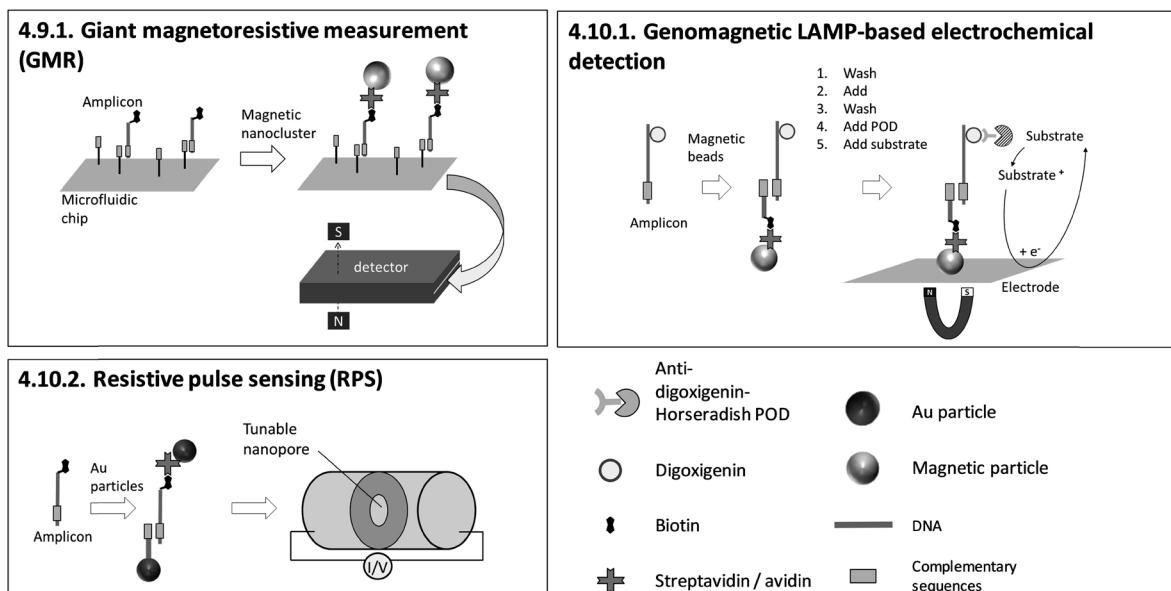 4.9.1. Giant magnetoresistive measurement
(GMR)
Amplicon
Magnetic
nanocluster
Microfluidic
chip
S
detector
N
4.10.1. Genomagnetic LAMP-based electrochemical
detection
1. Wash
2. Add
3. Wash
4. Add POD
5. Add substrate
Magnetic
beads
Amplicon
Substrate
Substrate +
+ e-
Electrode
N
S
4.10.2. Resistive pulse sensing (RPS)
Tunable
nanopore
Au
particles
Amplicon
I/V
Anti-
digoxigenin-
Horseradish POD
Au particle
Digoxigenin
Magnetic particle
Biotin
DNA
Streptavidin / avidin
Complementary
sequences